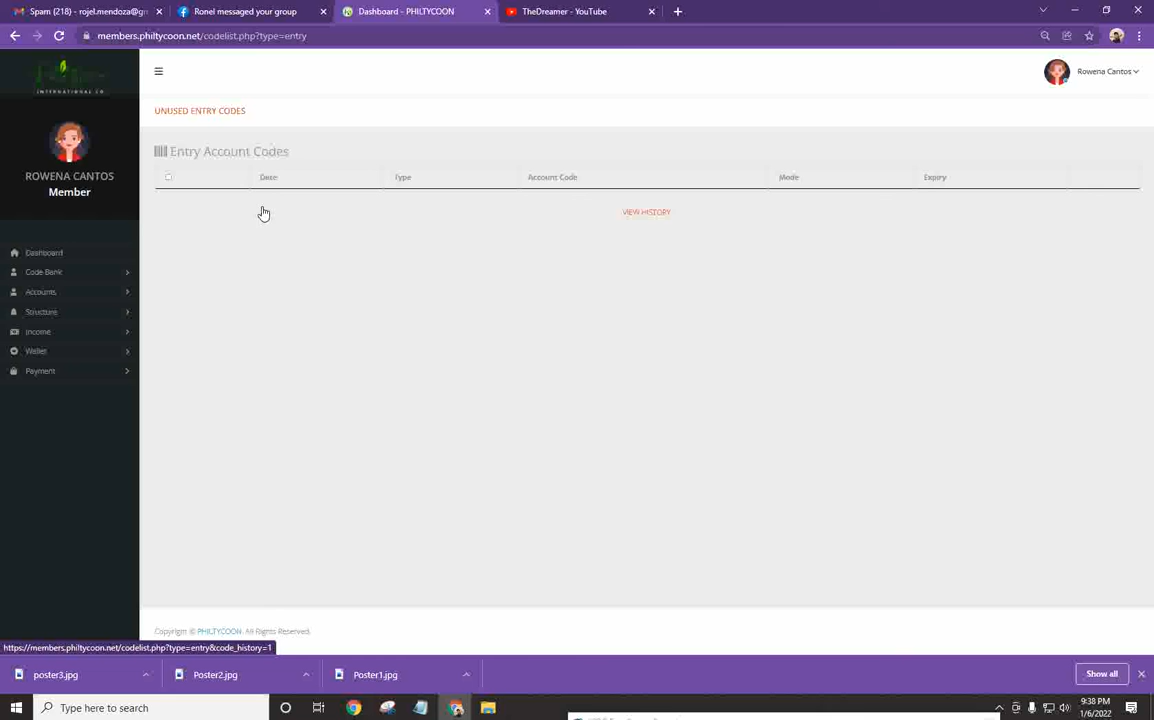 Spam (218) - rojel.mendoza@gr
Ronel messaged your group
Dashboard - PHILTYCOON
TheDreamer - YouTube
members.philtycoon.net/codelist.php?type=entry
INTERNATIONAL CO
Rowena Cantos
UNUSED ENTRY CODES
ROWENA CANTOS
Member
Entry Account Codes
Date Type Account Code Mode Expiry
VIEW HISTORY
Dashboard
Code Bank
Accounts
Structure
Income
Wallet
Payment
Copyright © PHILTYCOON. All Rights Reserved.
https://members.philtycoon.net/codelist.php?type=entry&code_history=1
poster3.jpg
Poster2.jpg
Poster1.jpg
Show all
Type here to search
9:38 PM
1/6/2022